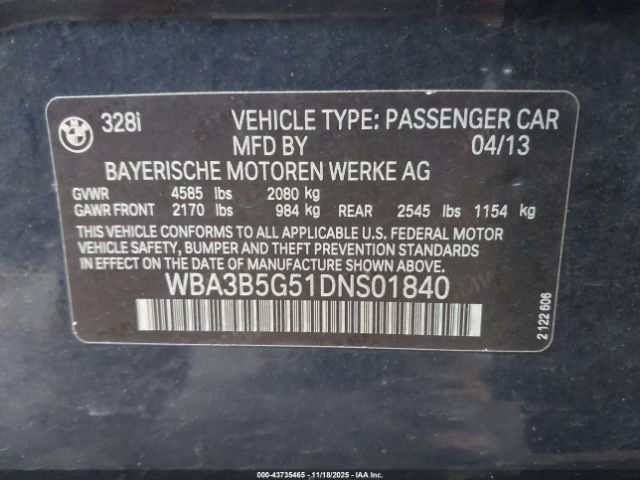 BMW
328i VEHICLE TYPE: PASSENGER CAR
MFD BY 04/13
BAYERISCHE MOTOREN WERKE AG
GVWR 4585 lbs 2080 kg
GAWR FRONT 2170 lbs 984 kg REAR 2545 lbs 1154 kg
THIS VEHICLE CONFORMS TO ALL APPLICABLE U.S. FEDERAL MOTOR
VEHICLE SAFETY, BUMPER AND THEFT PREVENTION STANDARDS
IN EFFECT ON THE DATE OF MANUFACTURE SHOWN ABOVE.
WBA3B5G51DNS01840
2 122 606
000-43735465 - 11/18/2025 - IAA Inc.